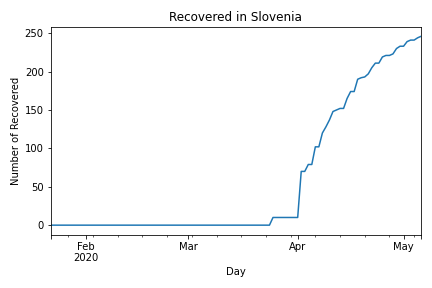 Recovered in Slovenia
Number of Recovered
250
200
150
100
50
0
Feb
2020
Mar
Apr
May
Day